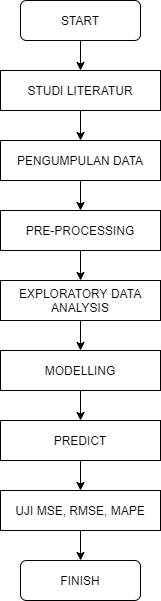 START
STUDI LITERATUR
PENGUMPULAN DATA
PRE-PROCESSING
EXPLORATORY DATA
ANALYSIS
MODELLING
PREDICT
UJI MSE, RMSE, MAPE
FINISH